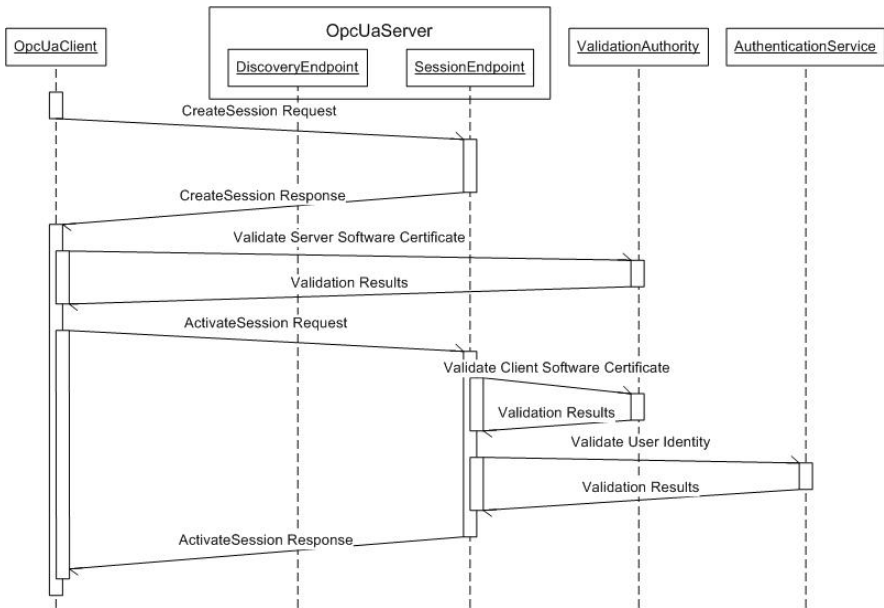 OpcUaServer
OpcUaClient
DiscoveryEndpoint
SessionEndpoint
ValidationAuthority
AuthenticationService
CreateSession Request
CreateSession Response
Validate Server Software Certificate
Validation Results
ActivateSession Request
Validate Client Software Certificate
Validation Results
Validate User Identity
Validation Results
ActivateSession Response